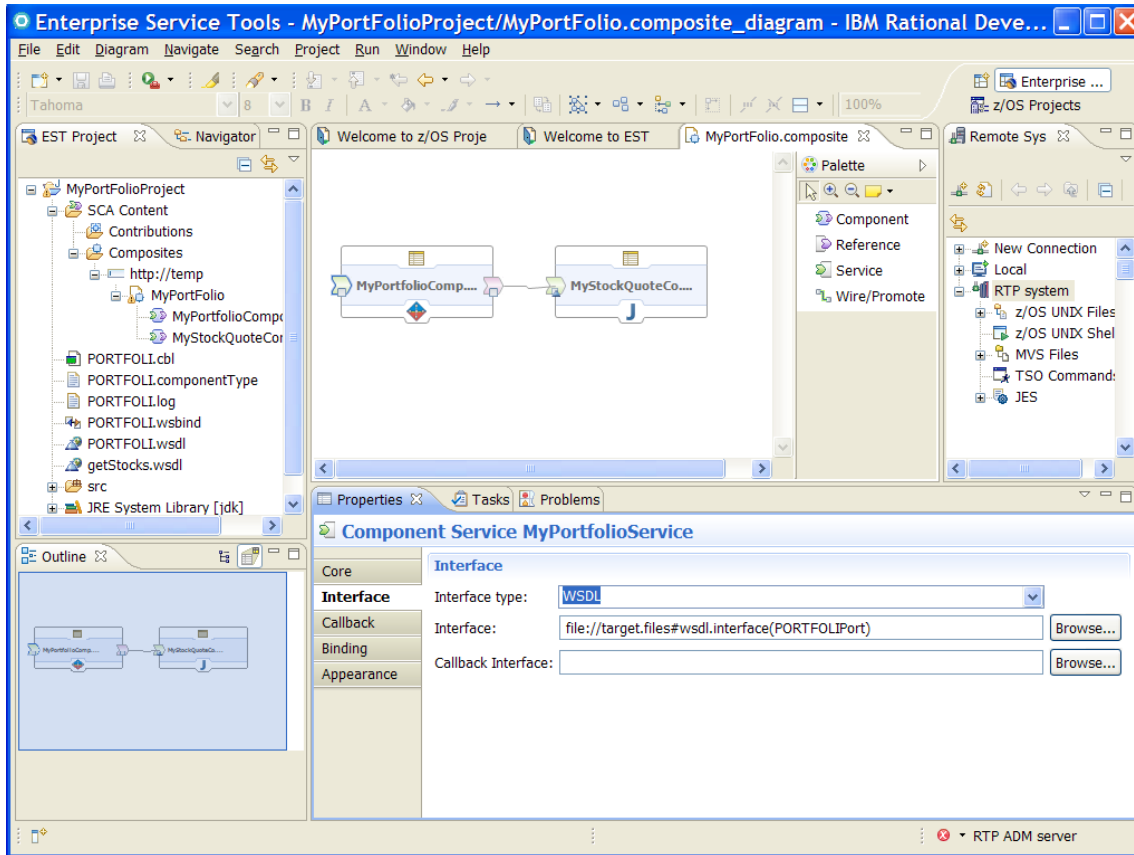 Enterprise Service Tools - MyPortFolioProject/MyPortFolio.composite_diagram - IBM Rational Deve...
File Edit Diagram Navigate Search Project Run Window Help
Enterprise ...
Tahoma 8 B I A 100%
z/OS Projects
EST Project
Navigator
MyPortFolioProject
SCA Content
Contributions
Composites
http://temp
MyPortFolio
MyPortfolioCompo
MyStockQuoteCor
PORTFOLI.cbl
PORTFOLI.componentType
PORTFOLI.log
PORTFOLI.wsbind
PORTFOLI.wsdl
getStocks.wsdl
src
JRE System Library [jdk]
Welcome to z/OS Proje
Welcome to EST
MyPortFolio.composite
MyPortfolioComp....
MyStockQuoteCo....
J
Palette
Component
Reference
Service
Wire/Promote
Remote Sys
New Connection
Local
RTP system
z/OS UNIX Files
z/OS UNIX Shel
MVS Files
TSO Commands
JES
Outline
MyPortfolioComp....
MyStockQuoteCo....
J
Properties
Tasks
Problems
Component Service MyPortfolioService
Core
Interface
Callback
Binding
Appearance
Interface
Interface type: WSDL
Interface: file://target.files#wsdl.interface(PORTFOLIPort) Browse...
Callback Interface: Browse...
RTP ADM server